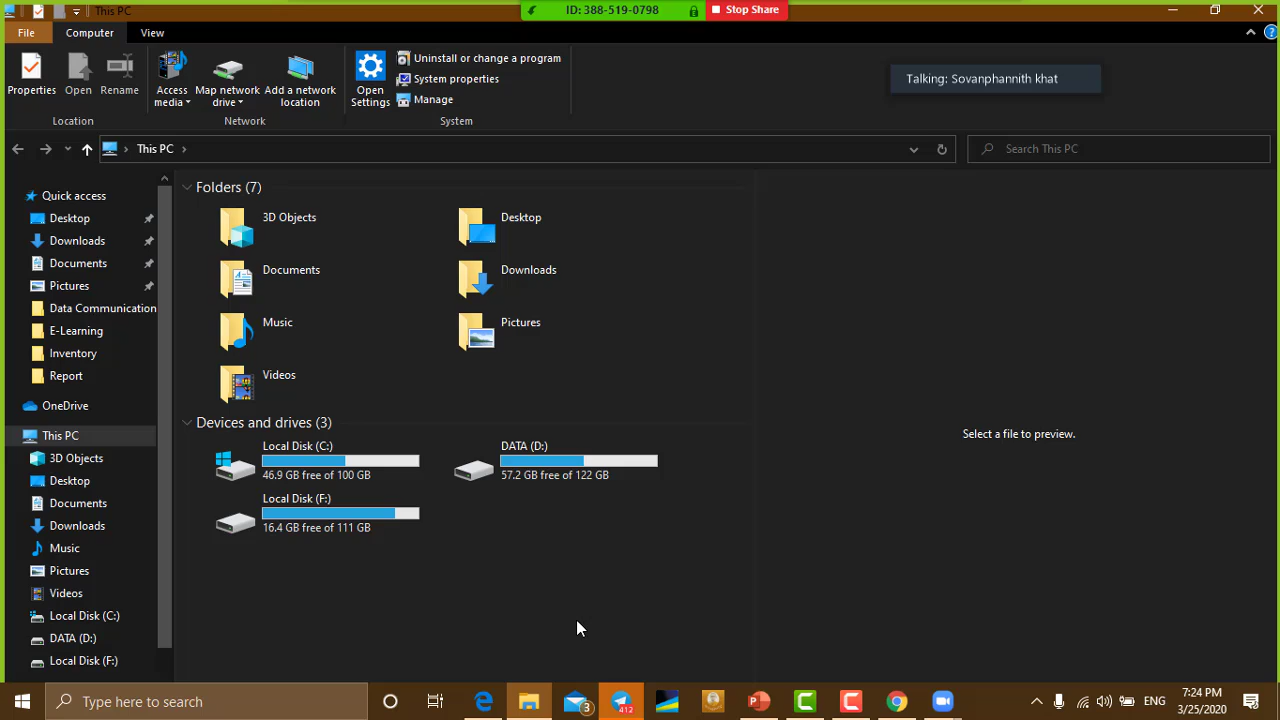 This PC
ID: 388-519-0798
Stop Share
File
Computer
View
Properties
Open
Rename
Access media
Map network drive
Add a network location
Open Settings
Uninstall or change a program
System properties
Manage
Location
Network
System
Talking: Sovanphannith khat
This PC
Search This PC
Quick access
Desktop
Downloads
Documents
Pictures
Data Communication
E-Learning
Inventory
Report
OneDrive
This PC
3D Objects
Desktop
Documents
Downloads
Music
Pictures
Videos
Local Disk (C:)
DATA (D:)
Local Disk (F:)
Folders (7)
3D Objects
Desktop
Documents
Downloads
Music
Pictures
Videos
Devices and drives (3)
Local Disk (C:)
46.9 GB free of 100 GB
DATA (D:)
57.2 GB free of 122 GB
Local Disk (F:)
16.4 GB free of 111 GB
Select a file to preview.
Type here to search
3
412
ENG
7:24 PM
3/25/2020